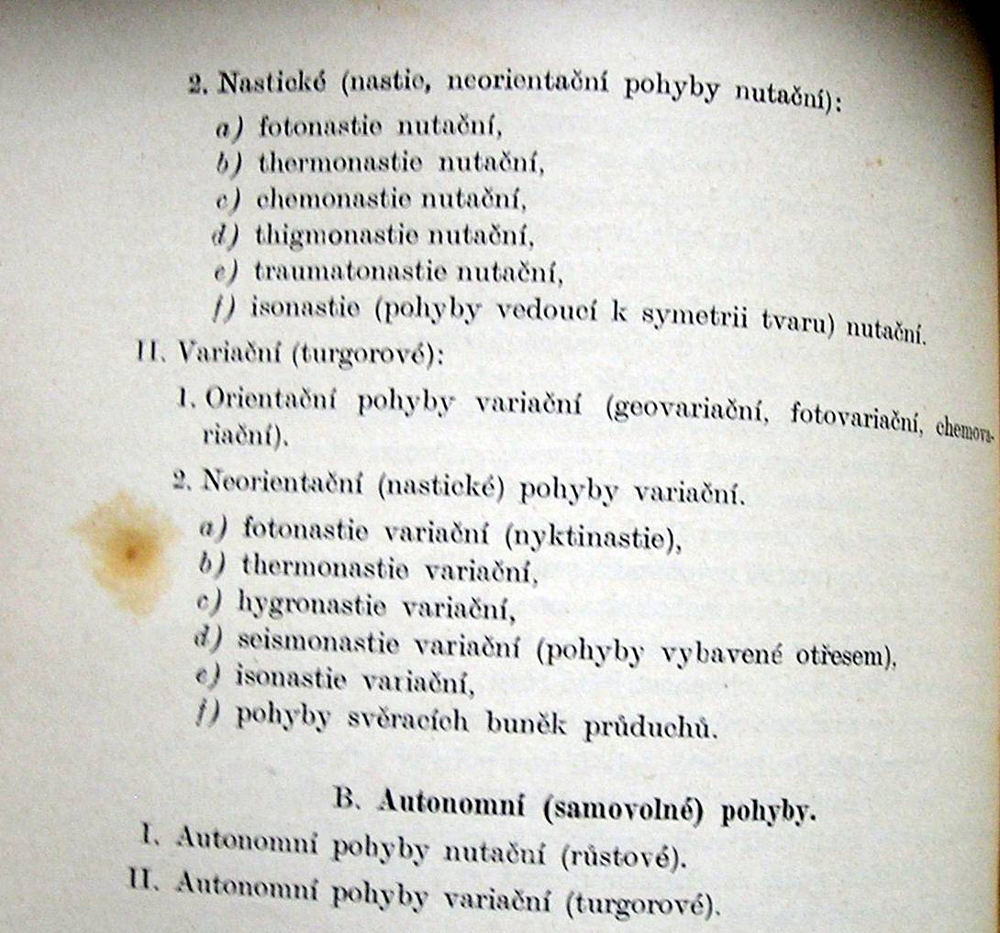 2. Nastické (nastie, neorientační pohyby nutační):
a) fotonastie nutační,
b) thermonastie nutační,
c) chemonastie nutační,
d) thigmonastie nutační,
e) traumatonastie nutační,
f) isonastie (pohyby vedoucí k symetrii tvaru) nutační.
II. Variační (turgorové):
1. Orientační pohyby variační (geovariační, fotovariační, chemova-
riační).
2. Neorientační (nastické) pohyby variační.
a) fotonastie variační (nyktinastie),
b) thermonastie variační,
c) hygronastie variační,
d) seismonastie variační (pohyby vybavené otřesem),
e) isonastie variační,
f) pohyby svěracích buněk průduchů.
B. Autonomní (samovolné) pohyby.
I. Autonomní pohyby nutační (růstové).
II. Autonomní pohyby variační (turgorové).